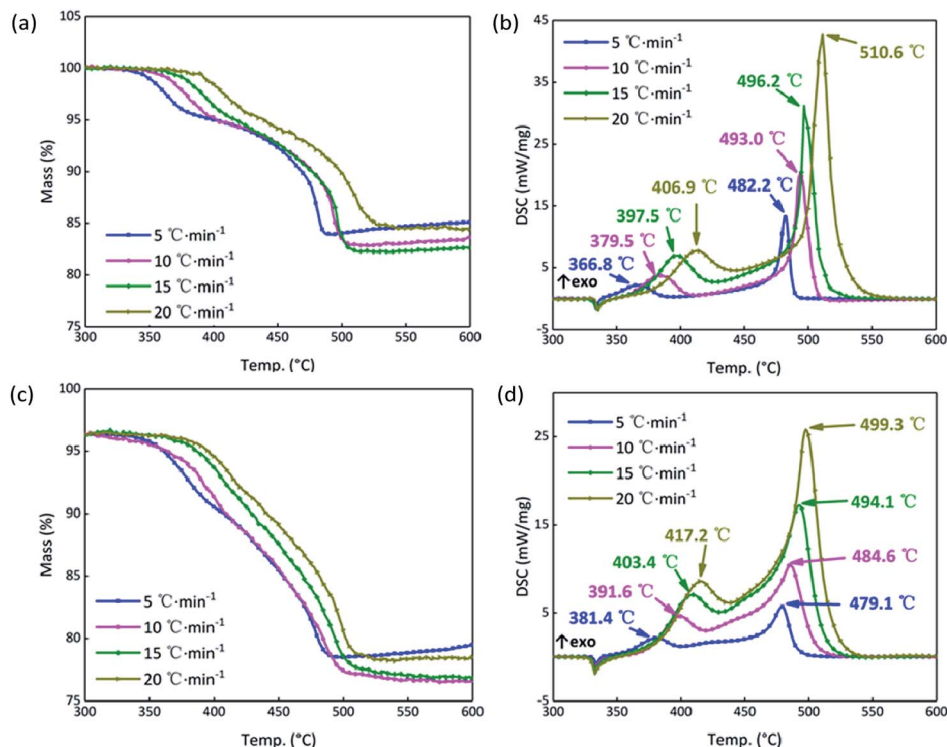 (a)
105
100
95
90
85
80
75
Mass (%)
5 ℃·min⁻¹
10 ℃·min⁻¹
15 ℃·min⁻¹
20 ℃·min⁻¹
300 350 400 450 500 550 600
Temp. (°C)
(b)
45
35
25
15
5
-5
DSC (mW/mg)
5 ℃·min⁻¹
10 ℃·min⁻¹
15 ℃·min⁻¹
20 ℃·min⁻¹
510.6 ℃
496.2 ℃
493.0 ℃
406.9 ℃
482.2 ℃
397.5 ℃
379.5 ℃
366.8 ℃
↑exo
300 350 400 450 500 550 600
Temp. (°C)
(c)
100
95
90
85
80
75
Mass (%)
5 ℃·min⁻¹
10 ℃·min⁻¹
15 ℃·min⁻¹
20 ℃·min⁻¹
300 350 400 450 500 550 600
Temp. (°C)
(d)
25
15
5
-5
DSC (mW/mg)
5 ℃·min⁻¹
10 ℃·min⁻¹
15 ℃·min⁻¹
20 ℃·min⁻¹
499.3 ℃
494.1 ℃
417.2 ℃
403.4 ℃
484.6 ℃
391.6 ℃
381.4 ℃
479.1 ℃
↑exo
300 350 400 450 500 550 600
Temp. (°C)